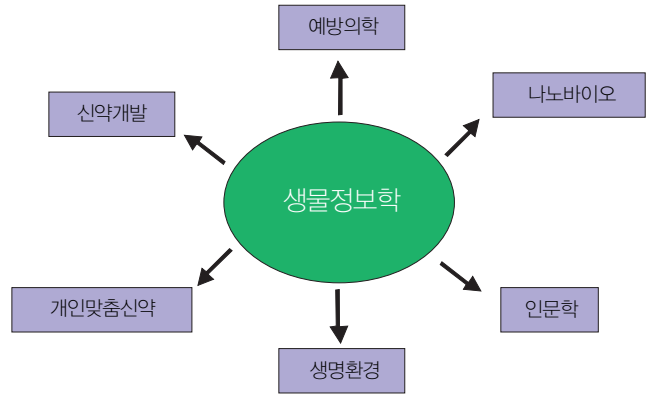 예방의학
나노바이오
신약개발
생물정보학
개인맞춤신약
인문학
생명환경